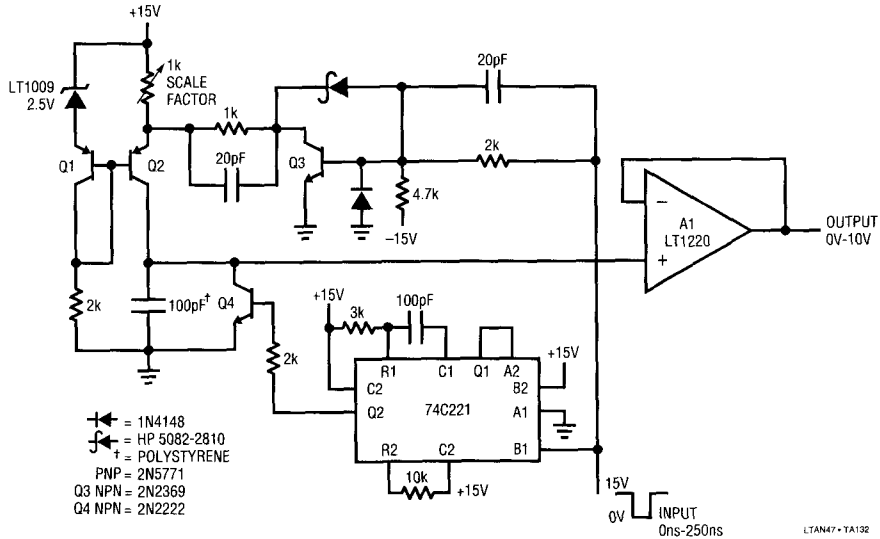 +15V
LT1009
2.5V
1k
SCALE
FACTOR
1k
20pF
20pF
Q1
Q2
Q3
2k
4.7k
–15V
–
A1
LT1220
+
OUTPUT
0V-10V
2k
100pF†
Q4
2k
+15V
3k
100pF
R1
C1
Q1
A2
C2
B2
+15V
Q2
74C221
A1
R2
C2
B1
10k
+15V
= 1N4148
= HP 5082-2810
† = POLYSTYRENE
PNP = 2N5771
Q3 NPN = 2N2369
Q4 NPN = 2N2222
15V
0V
INPUT
0ns-250ns
LTAN47 • TA132